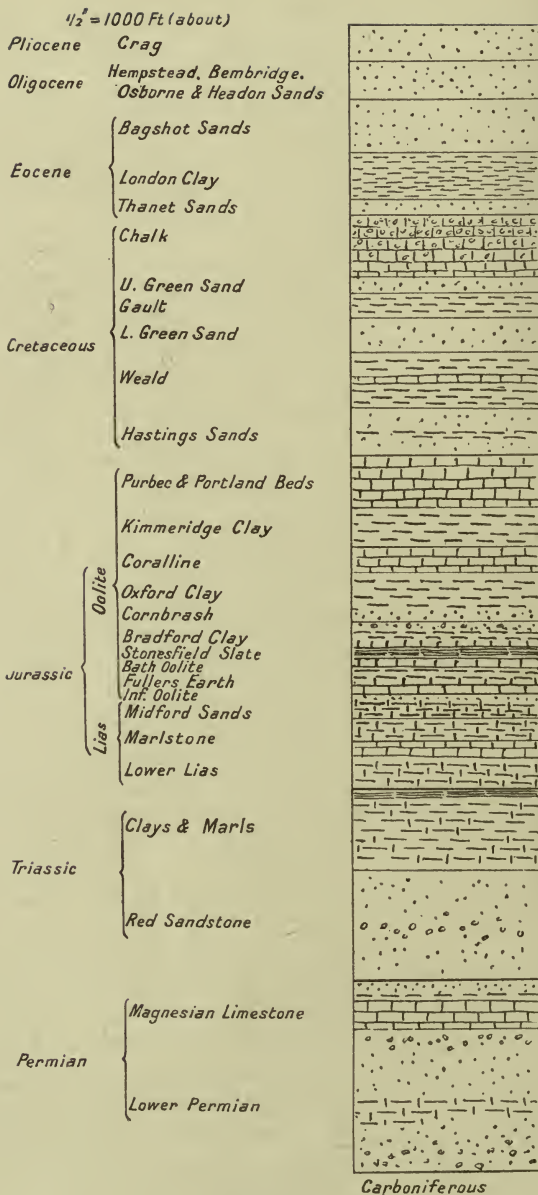 1/2" = 1000 Ft (about)
Pliocene Crag
Oligocene Hempstead, Bembridge.
Osborne & Headon Sands
Bagshot Sands
Eocene
London Clay
Thanet Sands
Chalk
U. Green Sand
Gault
L. Green Sand
Cretaceous
Weald
Hastings Sands
Purbec & Portland Beds
Kimmeridge Clay
Coralline
Oolite
Oxford Clay
Cornbrash
Bradford Clay
Stonesfield Slate
Bath Oolite
Jurassic
Fullers Earth
Inf. Oolite
Midford Sands
Lias
Marlstone
Lower Lias
Clays & Marls
Triassic
Red Sandstone
Magnesian Limestone
Permian
Lower Permian
Carboniferous